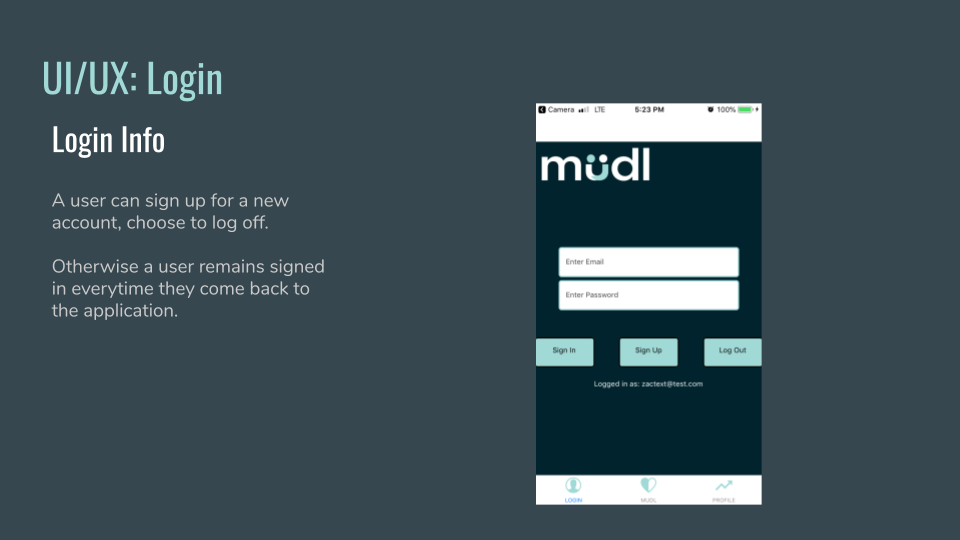 UI/UX: Login
Login Info
A user can sign up for a new
account, choose to log off.
Otherwise a user remains signed
in everytime they come back to
the application.
Camera LTE 5:23 PM 100%
müdl
Enter Email
Enter Password
Sign In Sign Up Log Out
Logged in as: zactext@test.com
LOGIN MUDL PROFILE